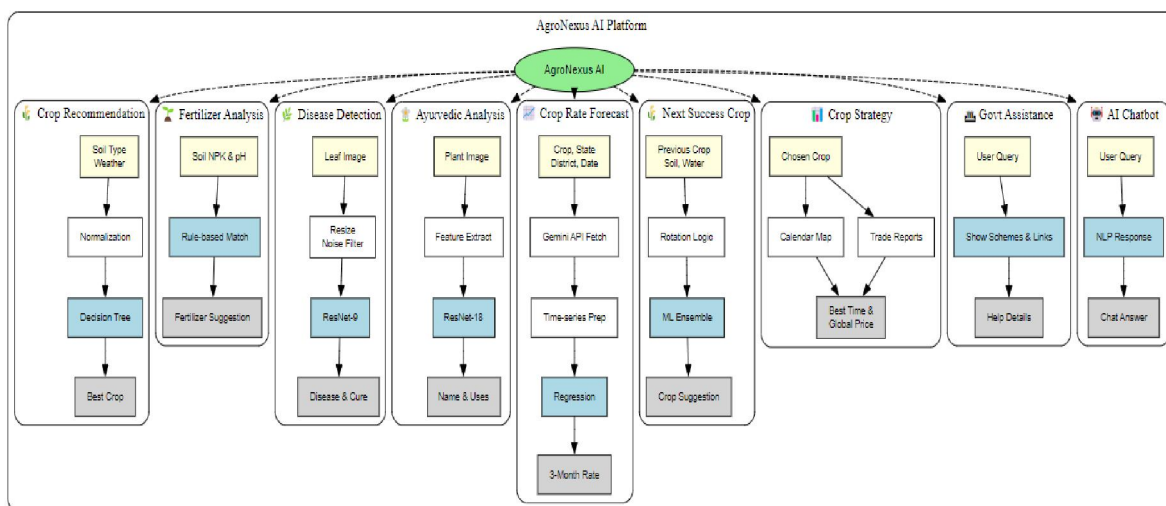 AgroNexus AI Platform
AgroNexus AI
Crop Recommendation
Soil Type
Weather
Normalization
Decision Tree
Best Crop
Fertilizer Analysis
Soil NPK & pH
Rule-based Match
Fertilizer Suggestion
Disease Detection
Leaf Image
Resize
Noise Filter
ResNet-9
Disease & Cure
Ayurvedic Analysis
Plant Image
Feature Extract
ResNet-18
Name & Uses
Crop Rate Forecast
Crop, State
District, Date
Gemini API Fetch
Time-series Prep
Regression
3-Month Rate
Next Success Crop
Previous Crop
Soil, Water
Rotation Logic
ML Ensemble
Crop Suggestion
Crop Strategy
Chosen Crop
Calendar Map
Trade Reports
Best Time &
Global Price
Govt Assistance
User Query
Show Schemes & Links
Help Details
AI Chatbot
User Query
NLP Response
Chat Answer